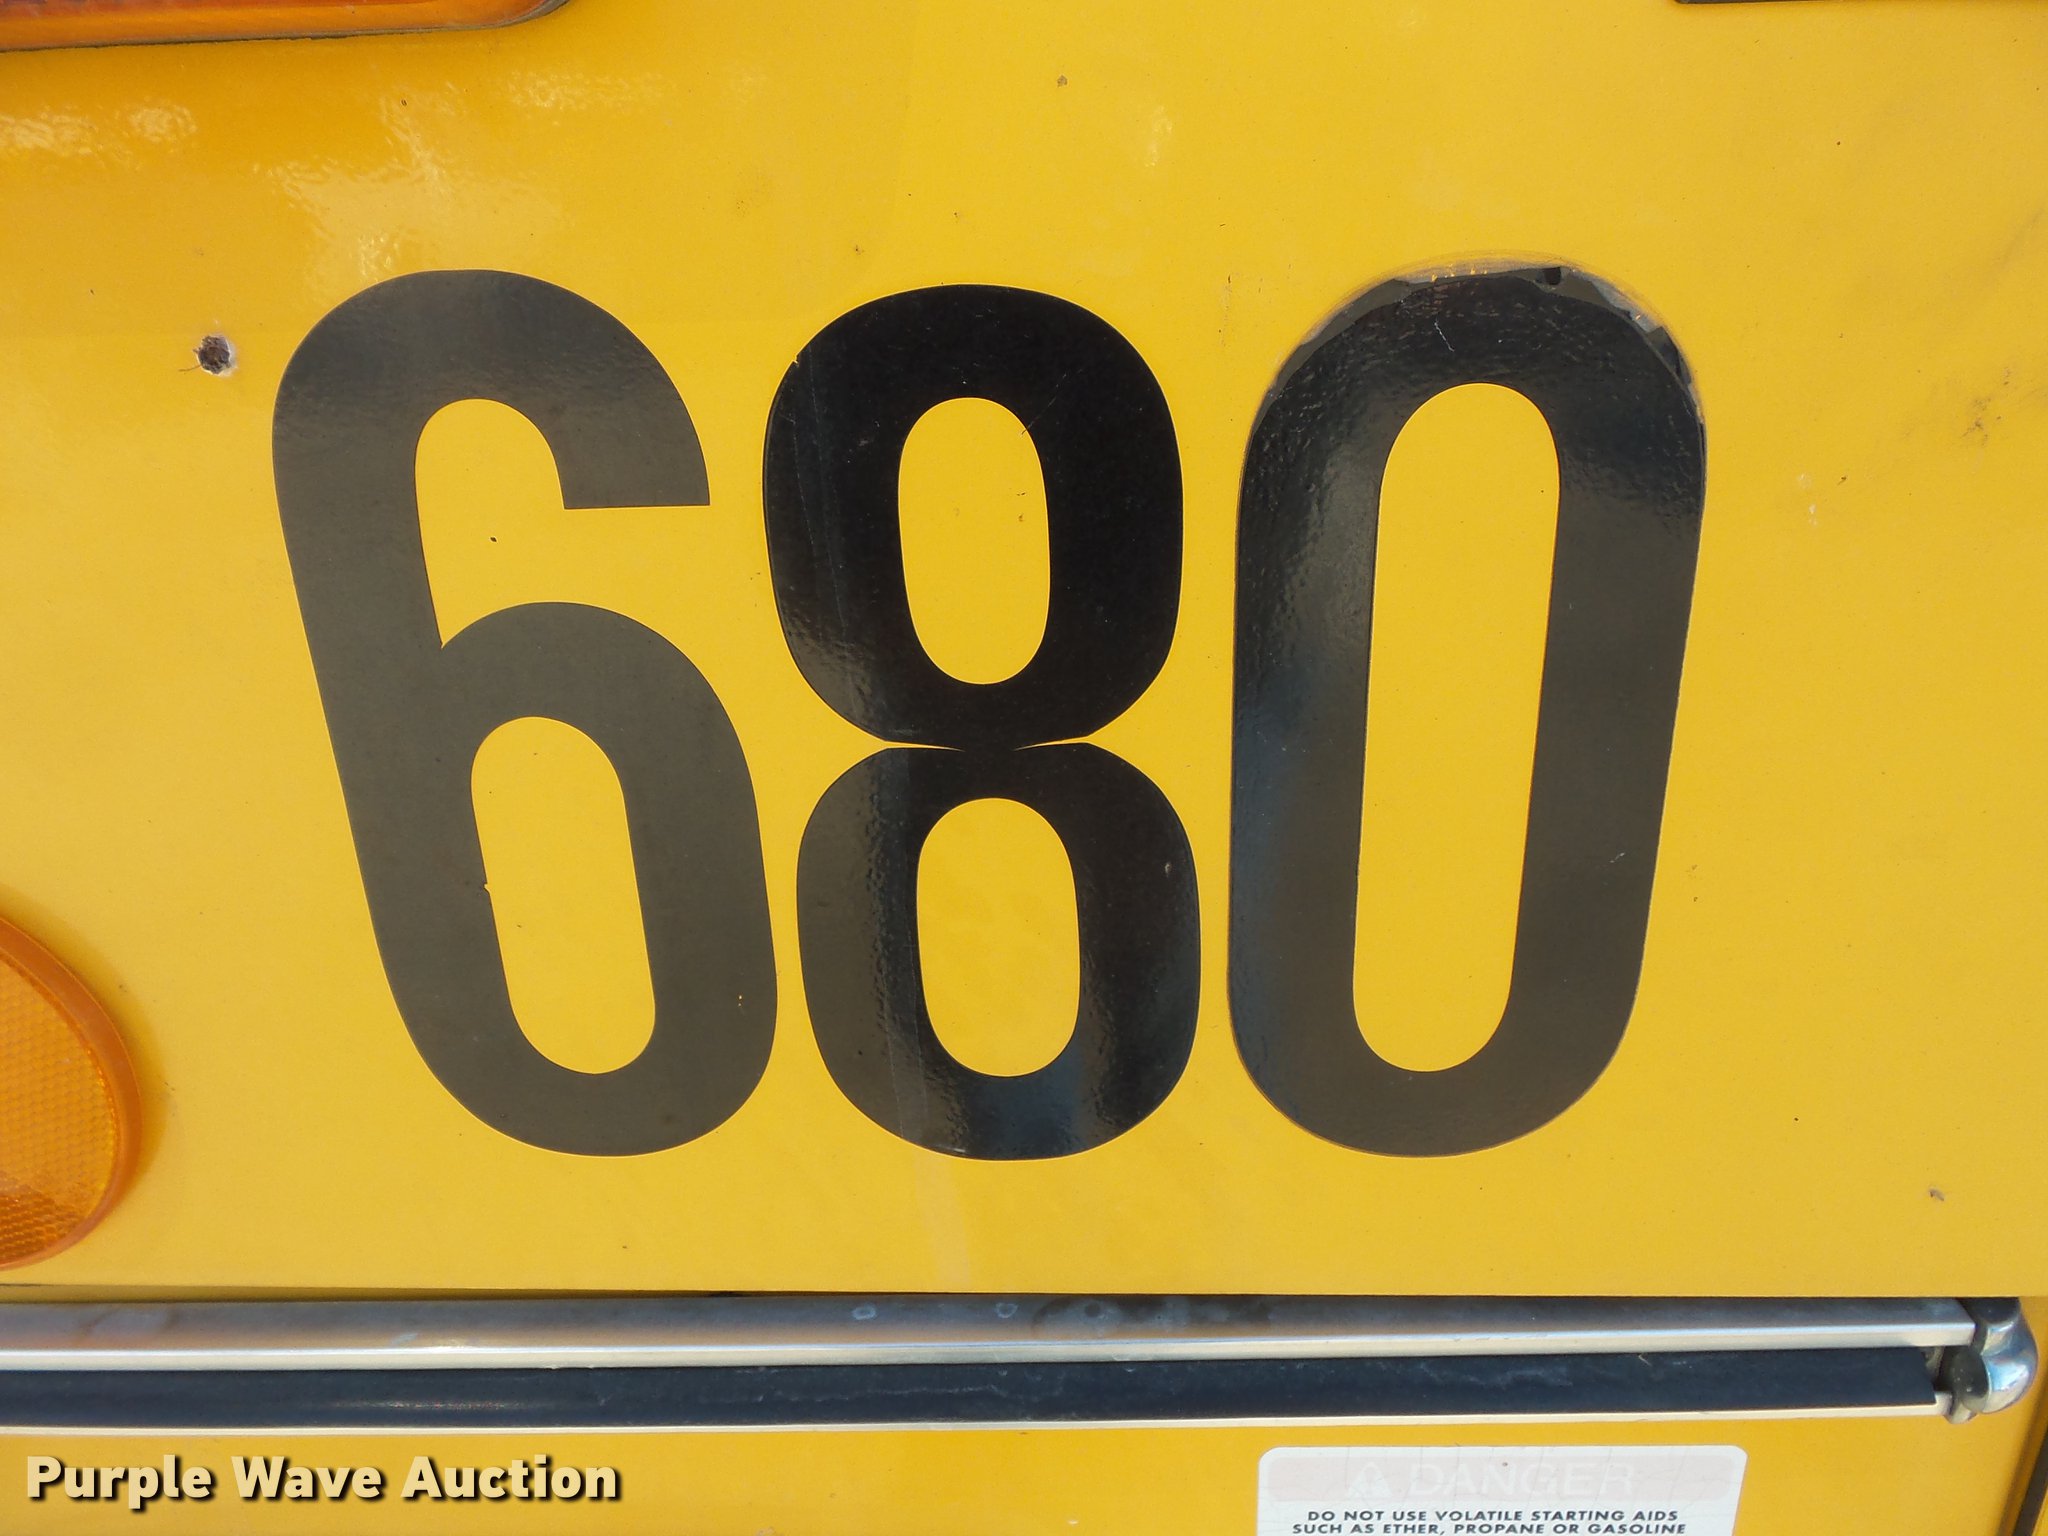 680
DANGER
DO NOT USE VOLATILE STARTING AIDS
SUCH AS ETHER, PROPANE OR GASOLINE
Purple Wave Auction